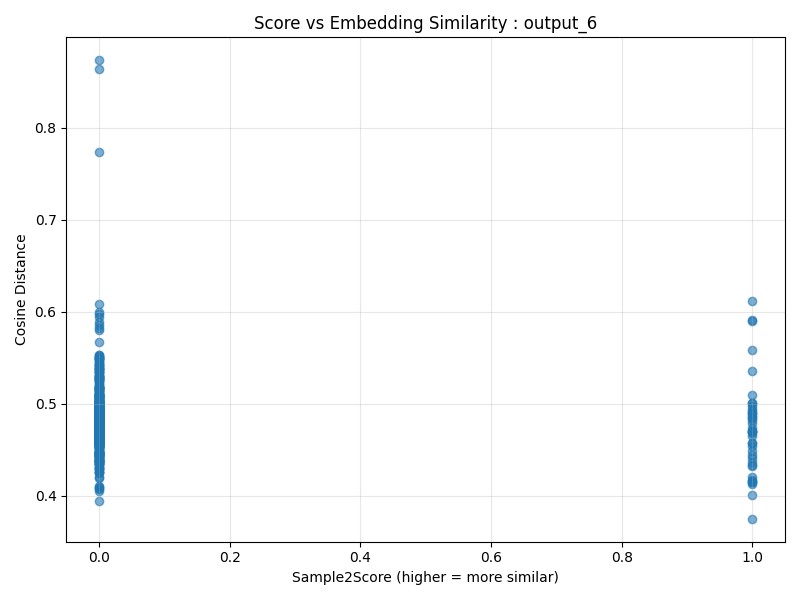 Score vs Embedding Similarity : output_6
Cosine Distance
0.8
0.7
0.6
0.5
0.4
0.0 0.2 0.4 0.6 0.8 1.0
Sample2Score (higher = more similar)